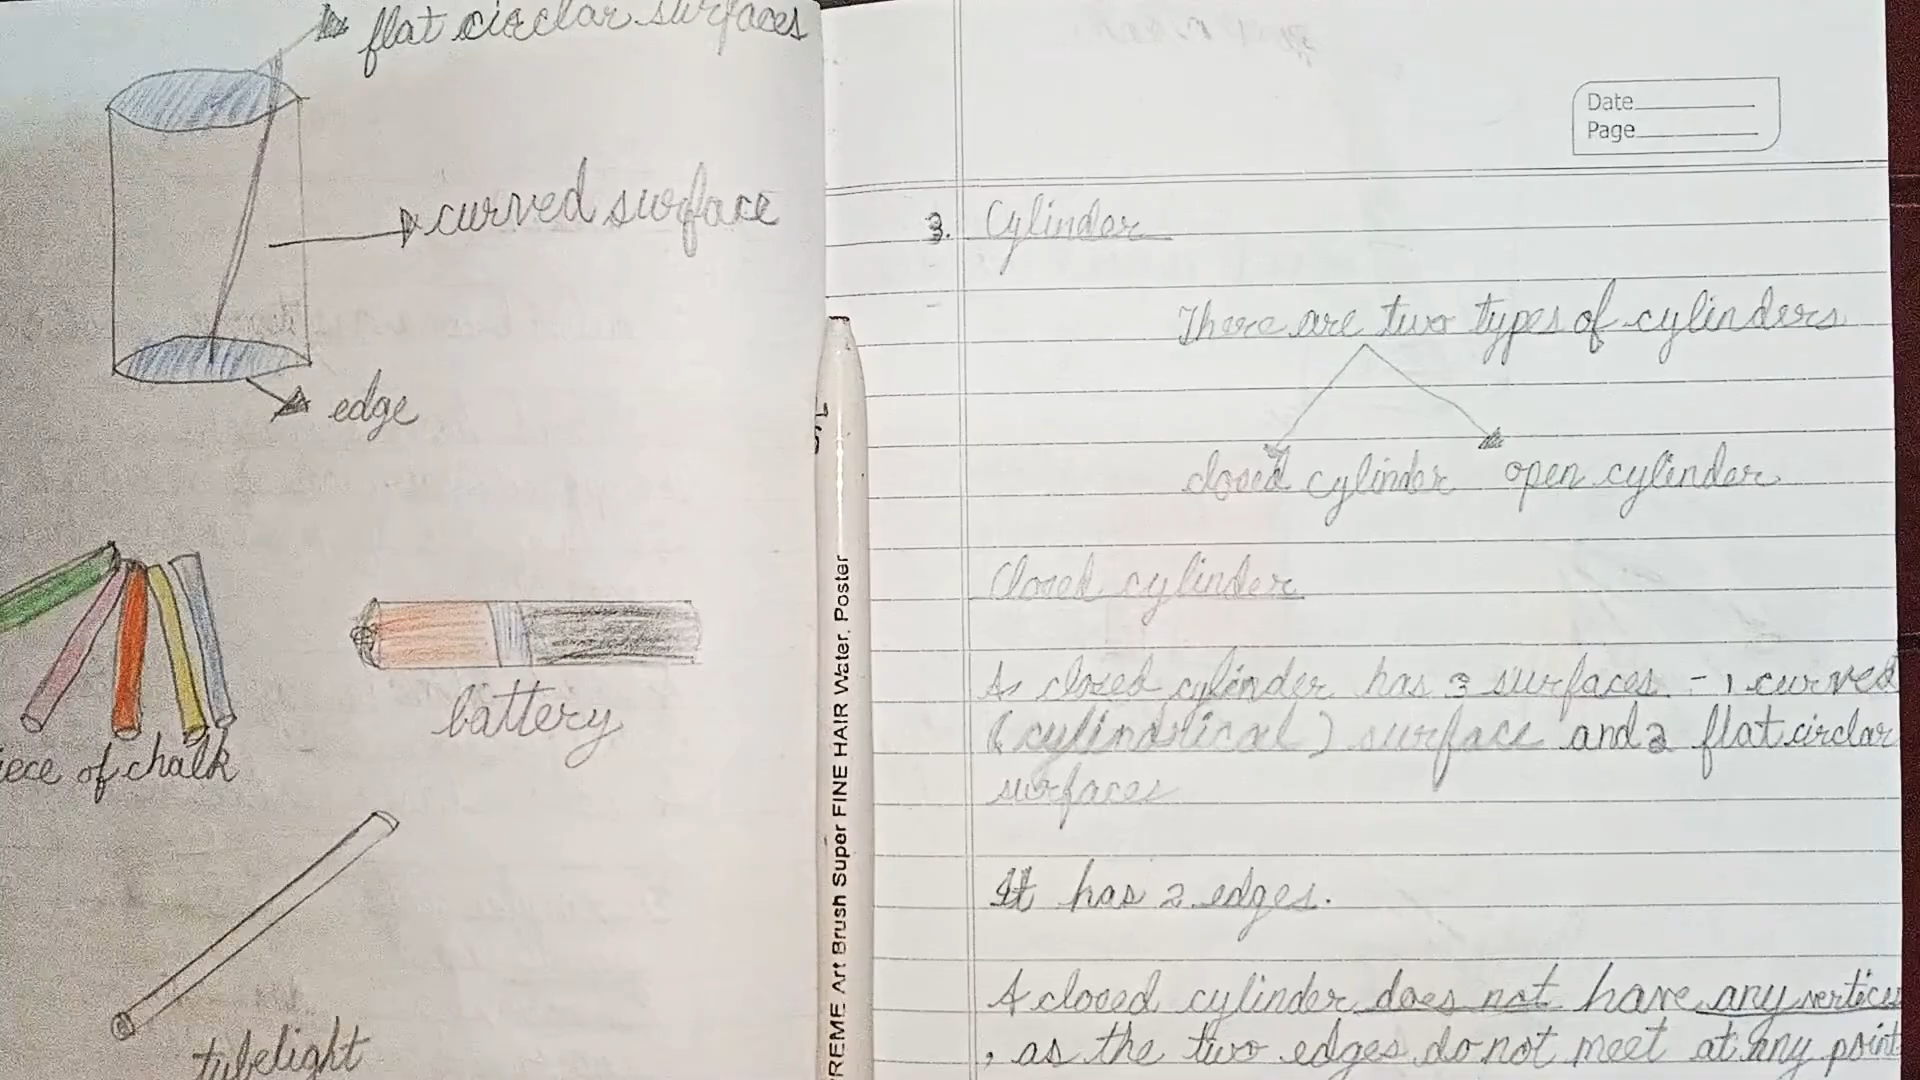 flat circlar surfaces
curved surface
edge
iece of chalk
battery
tubelight
PREME Art Brush Super FINE HAIR Water, Poster
Date
Page
3. Cylinder
There are two types of cylinders
closed cylinder open cylinder
Closed cylinder
A closed cylinder has 3 surfaces. - 1 curved
(cylindrical) surface and 2 flat circlar
surfaces
It has 2 edges.
A closed cylinder does not have any vertices
, as the two edges do not meet at any point